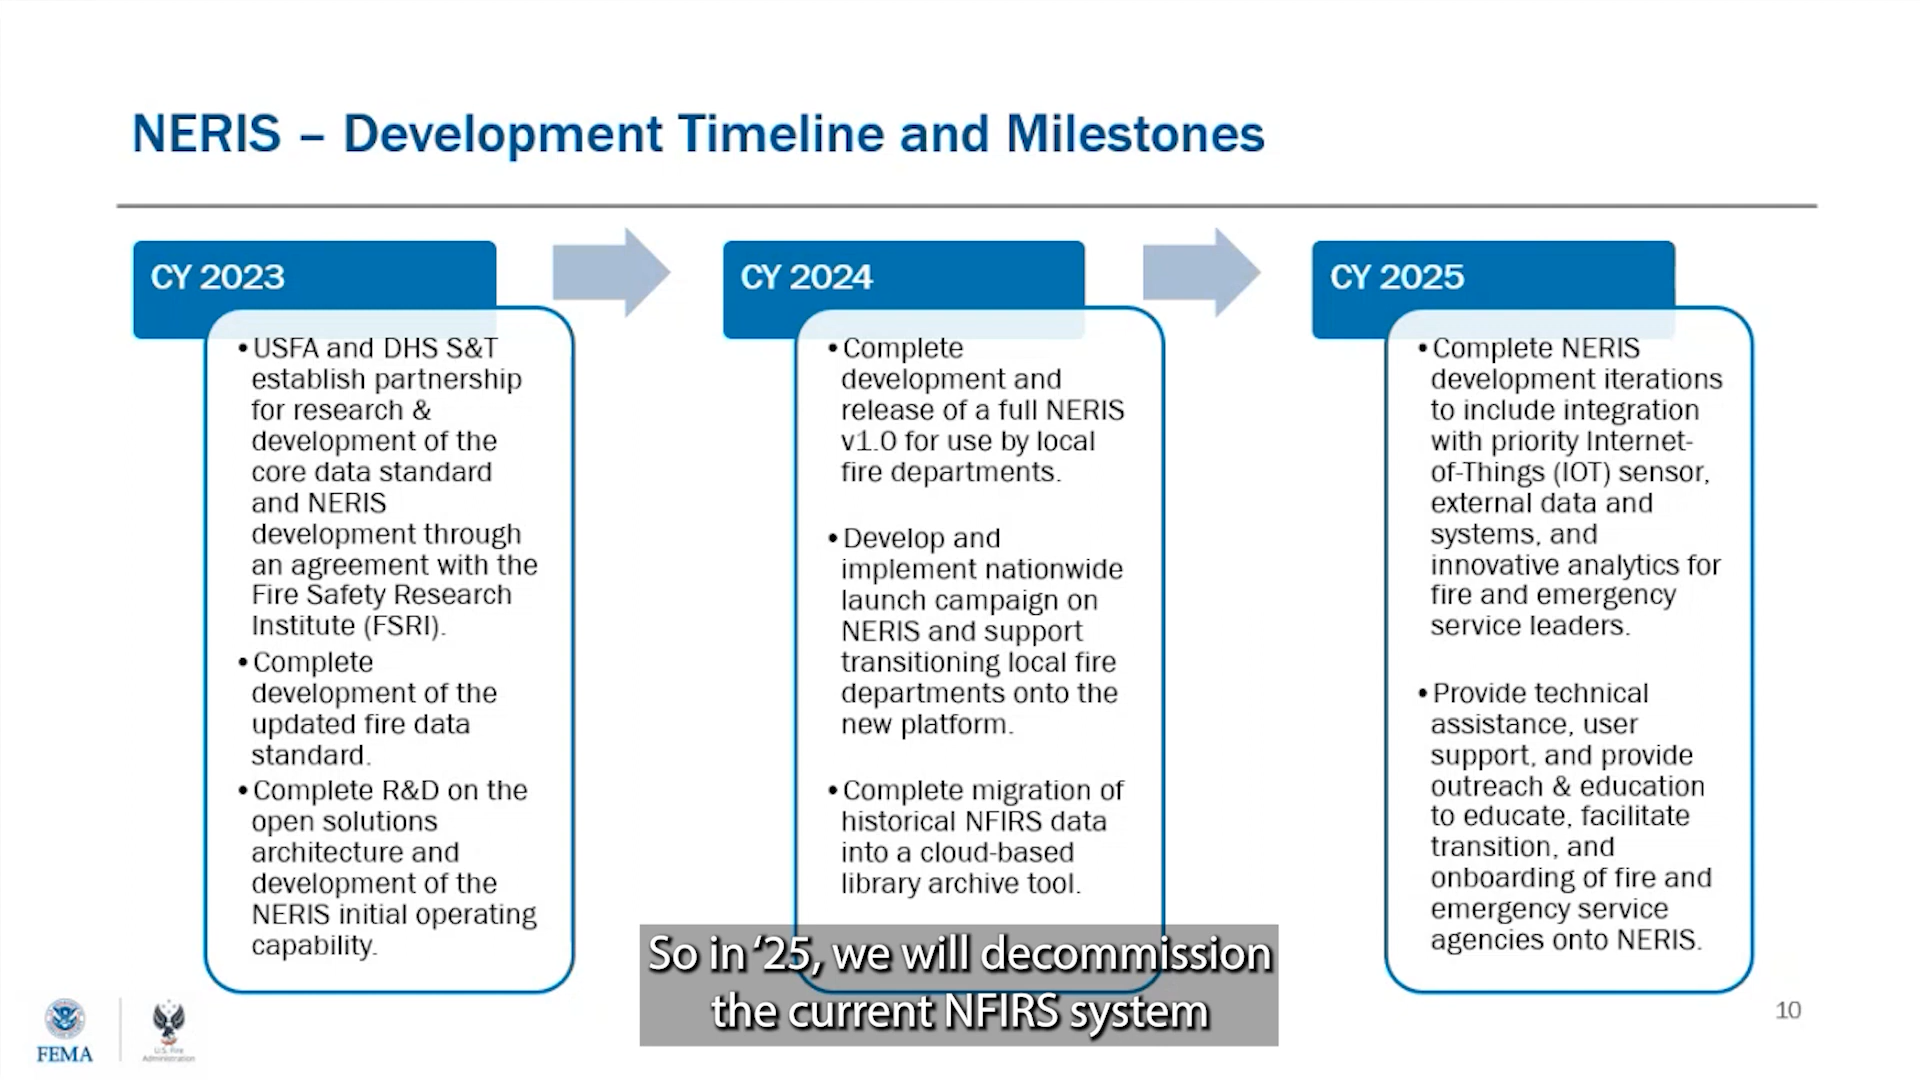 NERIS – Development Timeline and Milestones
CY 2023
•USFA and DHS S&T
establish partnership
for research &
development of the
core data standard
and NERIS
development through
an agreement with the
Fire Safety Research
Institute (FSRI).
•Complete
development of the
updated fire data
standard.
•Complete R&D on the
open solutions
architecture and
development of the
NERIS initial operating
capability.
CY 2024
•Complete
development and
release of a full NERIS
v1.0 for use by local
fire departments.
•Develop and
implement nationwide
launch campaign on
NERIS and support
transitioning local fire
departments onto the
new platform.
•Complete migration of
historical NFIRS data
into a cloud-based
library archive tool.
CY 2025
•Complete NERIS
development iterations
to include integration
with priority Internet-
of-Things (IOT) sensor,
external data and
systems, and
innovative analytics for
fire and emergency
service leaders.
•Provide technical
assistance, user
support, and provide
outreach & education
to educate, facilitate
transition, and
onboarding of fire and
emergency service
agencies onto NERIS.
So in ‘25, we will decommission
the current NFIRS system
FEMA
U.S. Fire
Administration
10